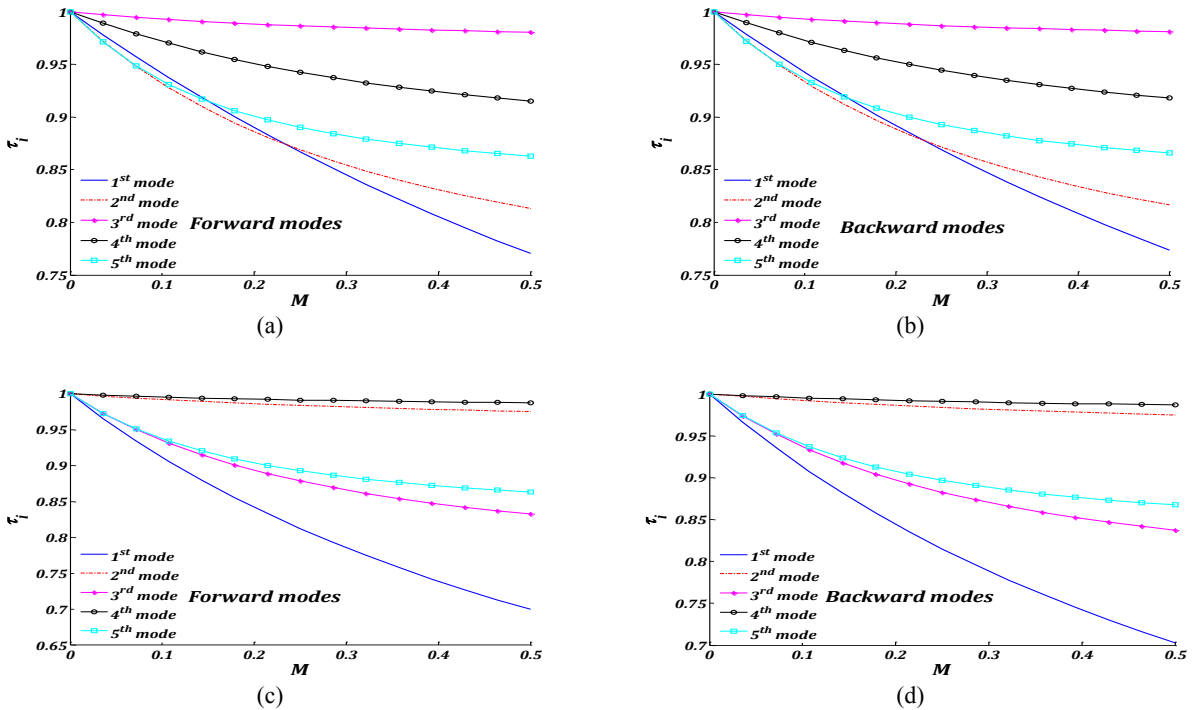 1
0.95
0.9
0.85
0.8
0.75
τi
1st mode
2nd mode
3rd mode
4th mode
5th mode
Forward modes
0 0.1 0.2 0.3 0.4 0.5
M
(a)
1
0.95
0.9
0.85
0.8
0.75
τi
1st mode
2nd mode
3rd mode
4th mode
5th mode
Backward modes
0 0.1 0.2 0.3 0.4 0.5
M
(b)
1
0.95
0.9
0.85
0.8
0.75
0.7
0.65
τi
1st mode
2nd mode
3rd mode
4th mode
5th mode
Forward modes
0 0.1 0.2 0.3 0.4 0.5
M
(c)
1
0.95
0.9
0.85
0.8
0.75
0.7
τi
1st mode
2nd mode
3rd mode
4th mode
5th mode
Backward modes
0 0.1 0.2 0.3 0.4 0.5
M
(d)